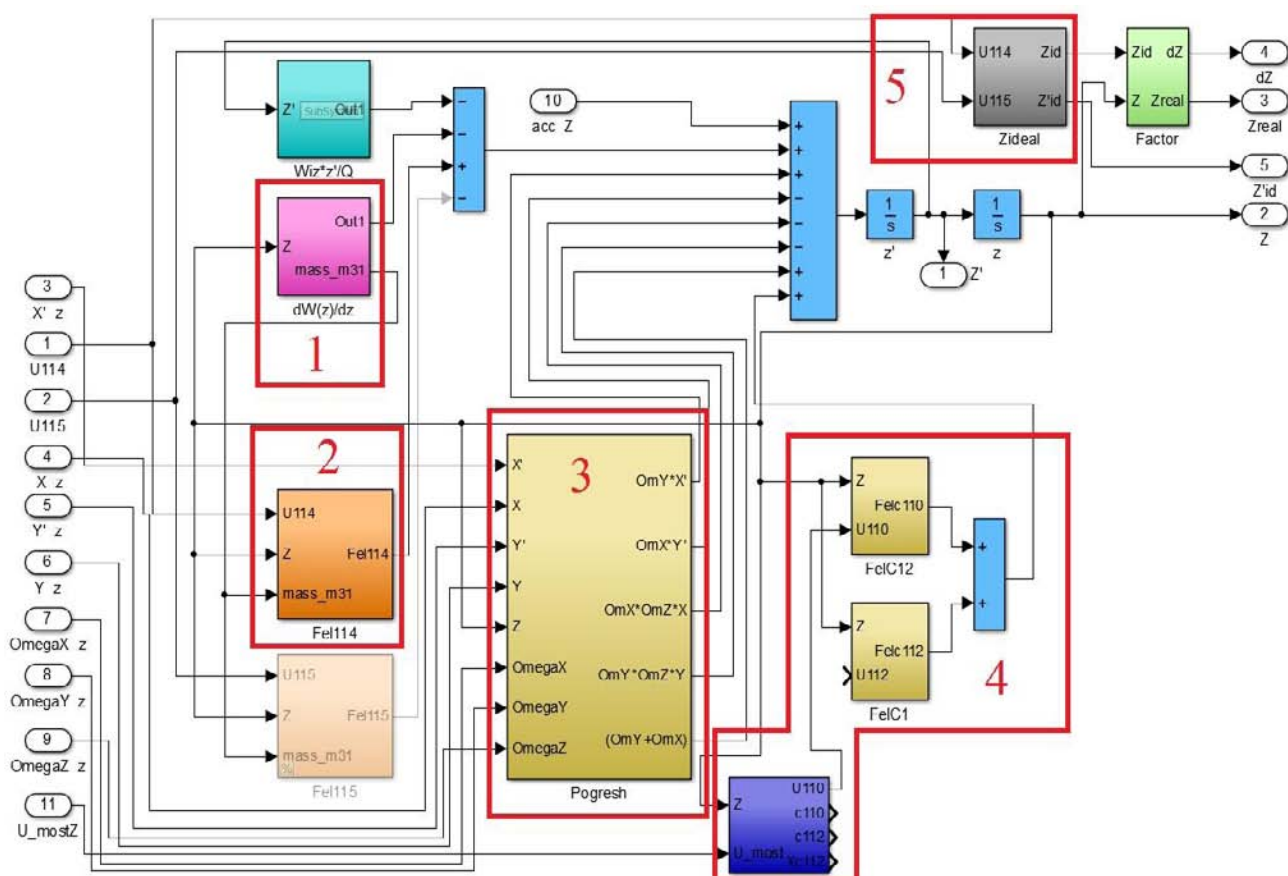 5
U114
Zid
U115
Z'id
Zideal
Zid
dZ
Z
Zreal
Factor
4
dZ
3
Zreal
5
Z'id
2
Z
Z'
Out1
Wiz*z'/Q
−
−
+
−
10
acc Z
+
+
+
−
−
−
+
+
1
s
z'
1
s
z
1
Z'
Z
Out1
mass_m31
dW(z)/dz
1
3
X' z
1
U114
2
U115
4
X z
5
Y' z
6
Y z
7
OmegaX z
8
OmegaY z
9
OmegaZ z
11
U_mostZ
2
U114
Z
Fel114
mass_m31
Fel114
U115
Z
Fel115
mass_m31
%
Fel115
3
X'
OmY*X'
X
Y'
OmX*Y'
Y
OmX*OmZ*X
Z
OmegaX
OmY*OmZ*Y
OmegaY
OmegaZ
(OmY+OmX)
Pogresh
4
Z
Felc110
U110
FelC12
+
+
Z
Felc112
U112
FelC1
Z
U_most
U110
c110
c112